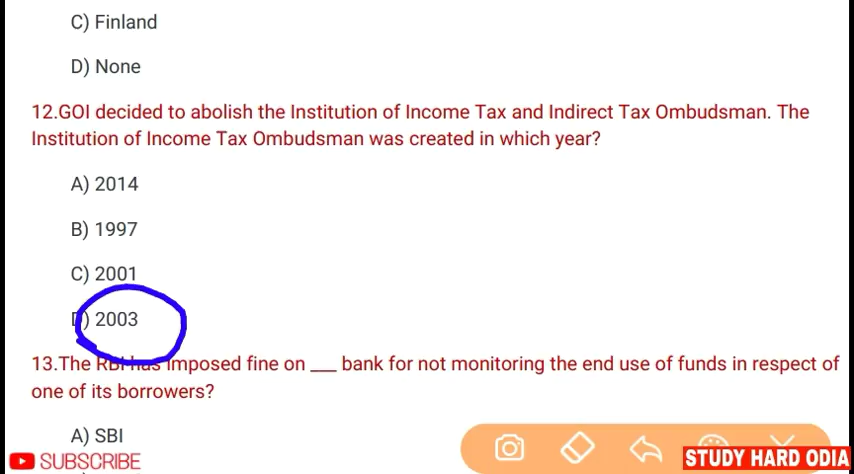 C) Finland
D) None
12.GOI decided to abolish the Institution of Income Tax and Indirect Tax Ombudsman. The
Institution of Income Tax Ombudsman was created in which year?
A) 2014
B) 1997
C) 2001
D) 2003
13.The RBI has imposed fine on ___ bank for not monitoring the end use of funds in respect of
one of its borrowers?
A) SBI
SUBSCRIBE
STUDY HARD ODIA